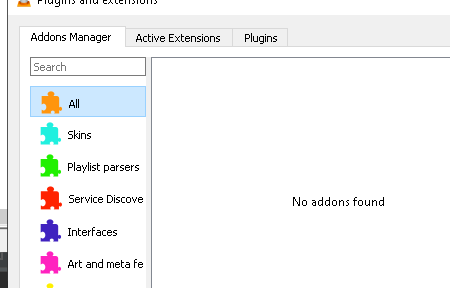 Plugins and extensions
Addons Manager
Active Extensions
Plugins
Search
All
Skins
Playlist parsers
Service Discove
Interfaces
Art and meta fe
No addons found